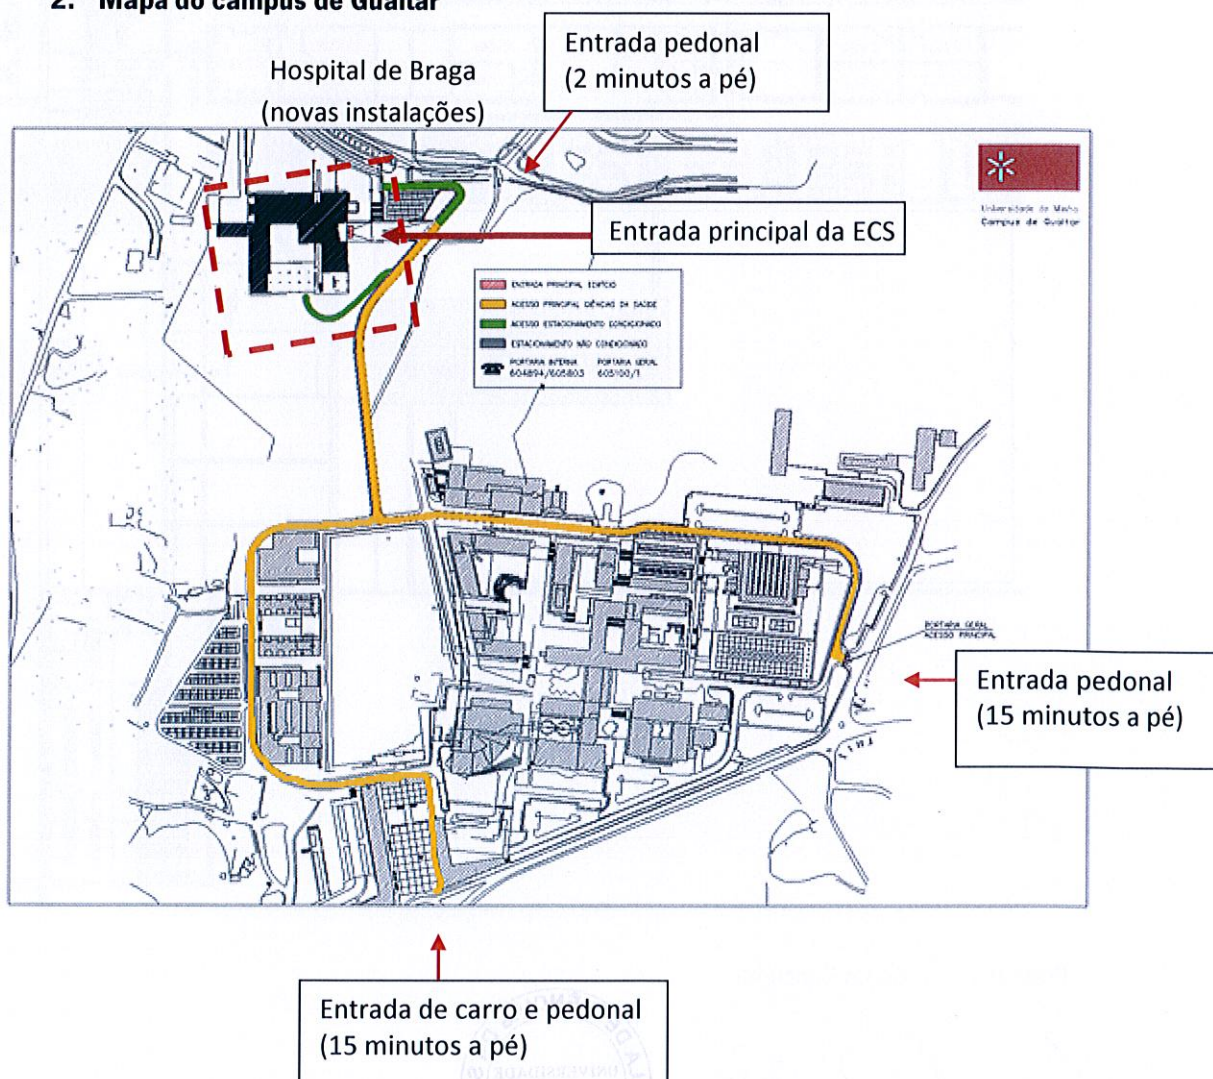 2. Mapa do campus de Gualtar
Entrada pedonal
(2 minutos a pé)
Hospital de Braga
(novas instalações)
Universidade do Minho
Campus de Gualtar
Entrada principal da ECS
ENTRADA PRINCIPAL EDIFÍCIO
ACESSO PRINCIPAL CIÊNCIAS DA SAÚDE
ACESSO ESTACIONAMENTO CONDICIONADO
ESTACIONAMENTO NÃO CONDICIONADO
PORTARIA INTERNA PORTARIA GERAL
604894/605803 605100/1
PORTARIA GERAL
ACESSO PRINCIPAL
Entrada pedonal
(15 minutos a pé)
Entrada de carro e pedonal
(15 minutos a pé)